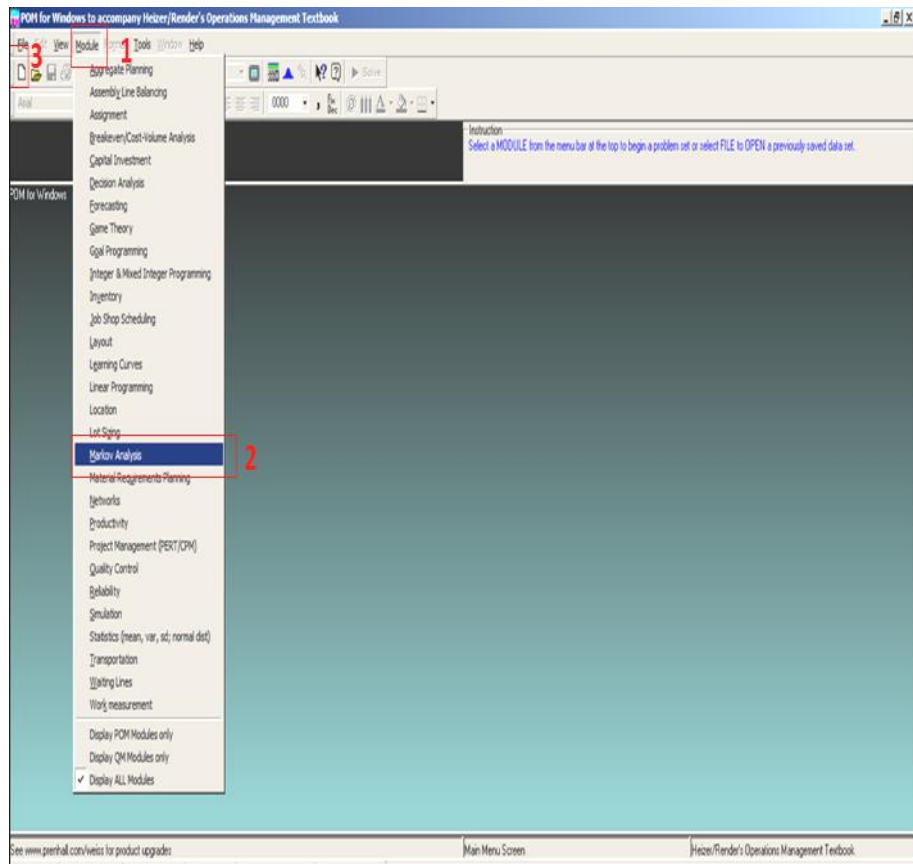 POM for Windows to accompany Heizer/Render's Operations Management Textbook
File Edit View Module Tools Window Help
1
3
Solve
Arial
0000
Instruction
Select a MODULE from the menu bar at the top to begin a problem set or select FILE to OPEN a previously saved data set.
POM for Windows
Aggregate Planning
Assembly Line Balancing
Assignment
Breakeven/Cost-Volume Analysis
Capital Investment
Decision Analysis
Forecasting
Game Theory
Goal Programming
Integer & Mixed Integer Programming
Inventory
Job Shop Scheduling
Layout
Learning Curves
Linear Programming
Location
Lot Sizing
Markov Analysis
2
Material Requirements Planning
Networks
Productivity
Project Management (PERT/CPM)
Quality Control
Reliability
Simulation
Statistics (mean, var, sd; normal dist)
Transportation
Waiting Lines
Work measurement
Display POM Modules only
Display QM Modules only
Display ALL Modules
See www.prenhall.com/weiss for product upgrades
Main Menu Screen
Heizer/Render's Operations Management Textbook